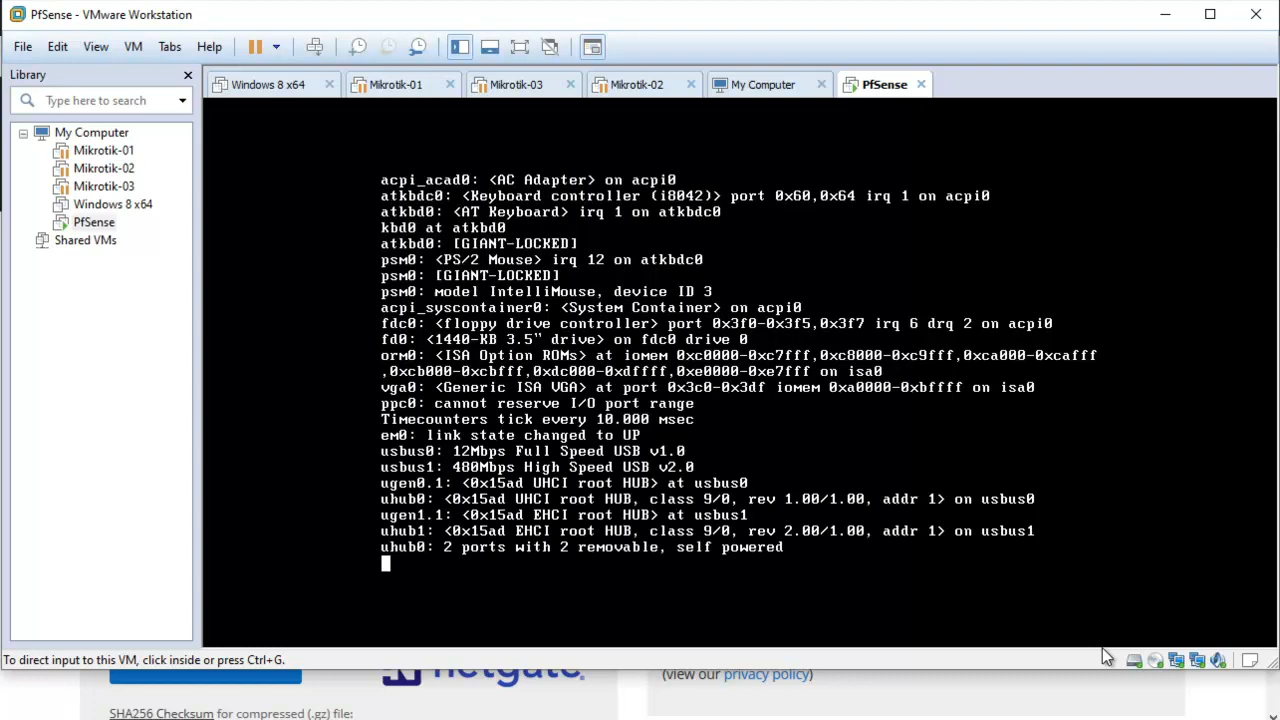 PfSense - VMware Workstation
File Edit View VM Tabs Help
Library
Type here to search
My Computer
Mikrotik-01
Mikrotik-02
Mikrotik-03
Windows 8 x64
PfSense
Shared VMs
Windows 8 x64 Mikrotik-01 Mikrotik-03 Mikrotik-02 My Computer PfSense
acpi_acad0: <AC Adapter> on acpi0
atkbdc0: <Keyboard controller (i8042)> port 0x60,0x64 irq 1 on acpi0
atkbd0: <AT Keyboard> irq 1 on atkbdc0
kbd0 at atkbd0
atkbd0: [GIANT-LOCKED]
psm0: <PS/2 Mouse> irq 12 on atkbdc0
psm0: [GIANT-LOCKED]
psm0: model IntelliMouse, device ID 3
acpi_syscontainer0: <System Container> on acpi0
fdc0: <floppy drive controller> port 0x3f0-0x3f5,0x3f7 irq 6 drq 2 on acpi0
fd0: <1440-KB 3.5" drive> on fdc0 drive 0
orm0: <ISA Option ROMs> at iomem 0xc0000-0xc7fff,0xc8000-0xc9fff,0xca000-0xcafff
,0xcb000-0xcbfff,0xdc000-0xdffff,0xe0000-0xe7fff on isa0
vga0: <Generic ISA VGA> at port 0x3c0-0x3df iomem 0xa0000-0xbffff on isa0
ppc0: cannot reserve I/O port range
Timecounters tick every 10.000 msec
em0: link state changed to UP
usbus0: 12Mbps Full Speed USB v1.0
usbus1: 480Mbps High Speed USB v2.0
ugen0.1: <0x15ad UHCI root HUB> at usbus0
uhub0: <0x15ad UHCI root HUB, class 9/0, rev 1.00/1.00, addr 1> on usbus0
ugen1.1: <0x15ad EHCI root HUB> at usbus1
uhub1: <0x15ad EHCI root HUB, class 9/0, rev 2.00/1.00, addr 1> on usbus1
uhub0: 2 ports with 2 removable, self powered
To direct input to this VM, click inside or press Ctrl+G.
netgate
(view our privacy policy)
SHA256 Checksum for compressed (.gz) file: